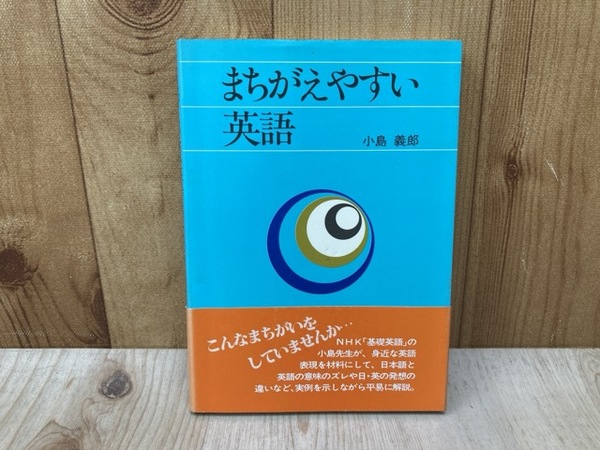 まちがえやすい
英語
小島 義郎
こんなまちがいを
していませんか…
NHK「基礎英語」の
小島先生が、身近な英語
表現を材料にして、日本語と
英語の意味のズレや日・英の発想の
違いなど、実例を示しながら平易に解説。